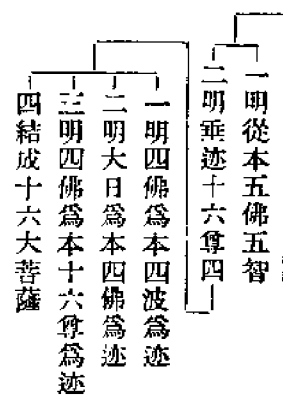 一明從本五佛五智
二明垂迹十六尊四
一明四佛爲本四波爲迹
二明大日爲本四佛爲迹
三明四佛爲本十六尊爲迹
四結成十六大菩薩